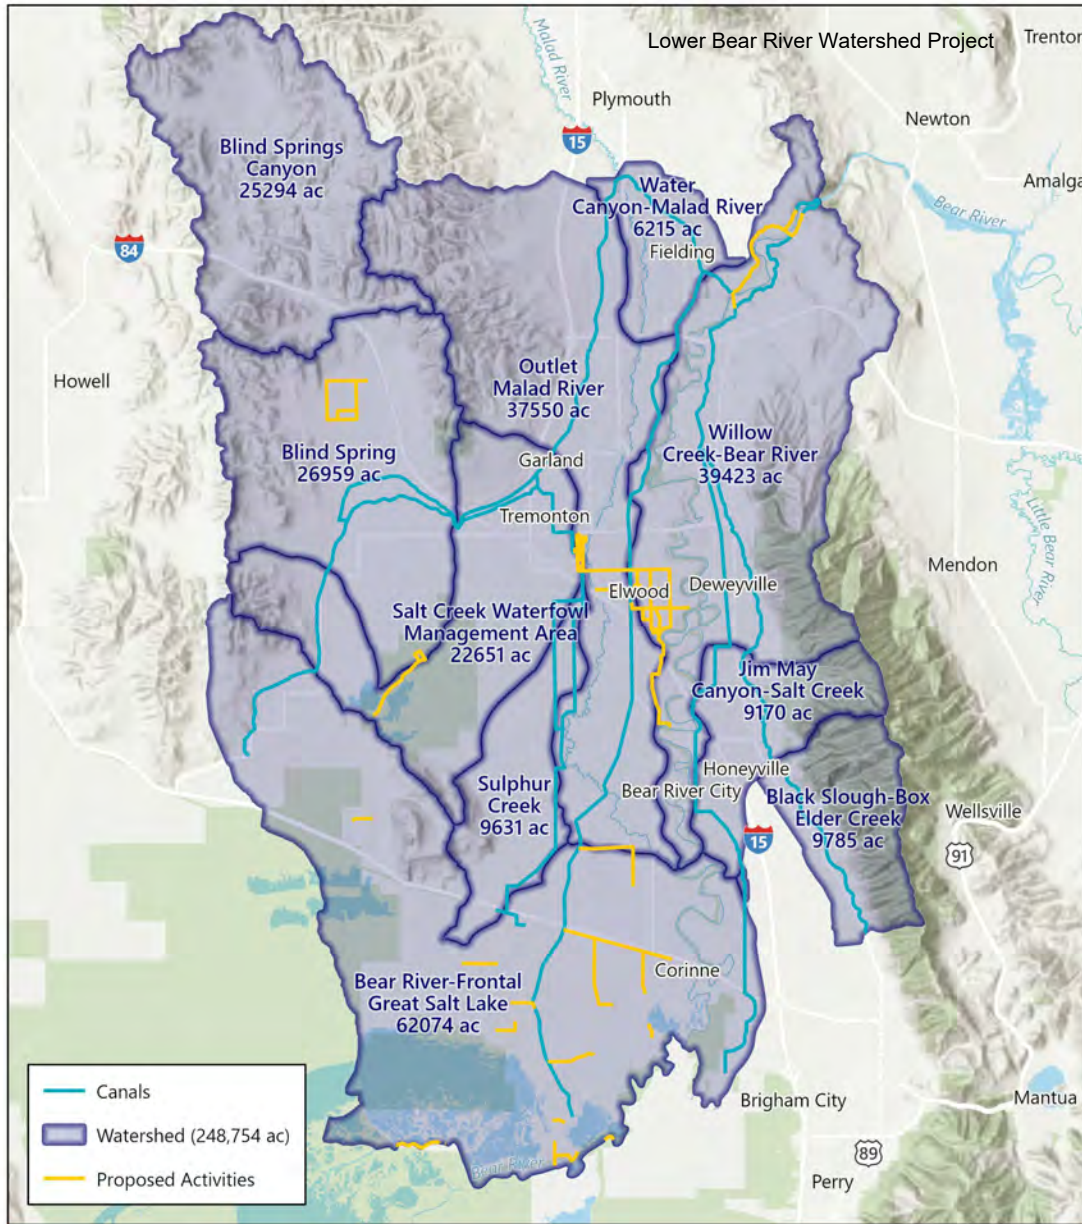 Lower Bear River Watershed Project
Trenton
Malad River
Plymouth
15
Newton
Amalga
Bear River
Blind Springs
Canyon
25294 ac
Water
Canyon-Malad River
6215 ac
Fielding
84
Howell
Outlet
Malad River
37550 ac
Willow
Creek-Bear River
39423 ac
Blind Spring
26959 ac
Garland
Tremonton
Little Bear River
Mendon
Elwood
Deweyville
Salt Creek Waterfowl
Management Area
22651 ac
Jim May
Canyon-Salt Creek
9170 ac
Honeyville
Bear River City
Sulphur
Creek
9631 ac
Black Slough-Box
Elder Creek
9785 ac
15
Wellsville
91
Corinne
Bear River-Frontal
Great Salt Lake
62074 ac
Brigham City
Mantua
89
Perry
Bear River
Canals
Watershed (248,754 ac)
Proposed Activities